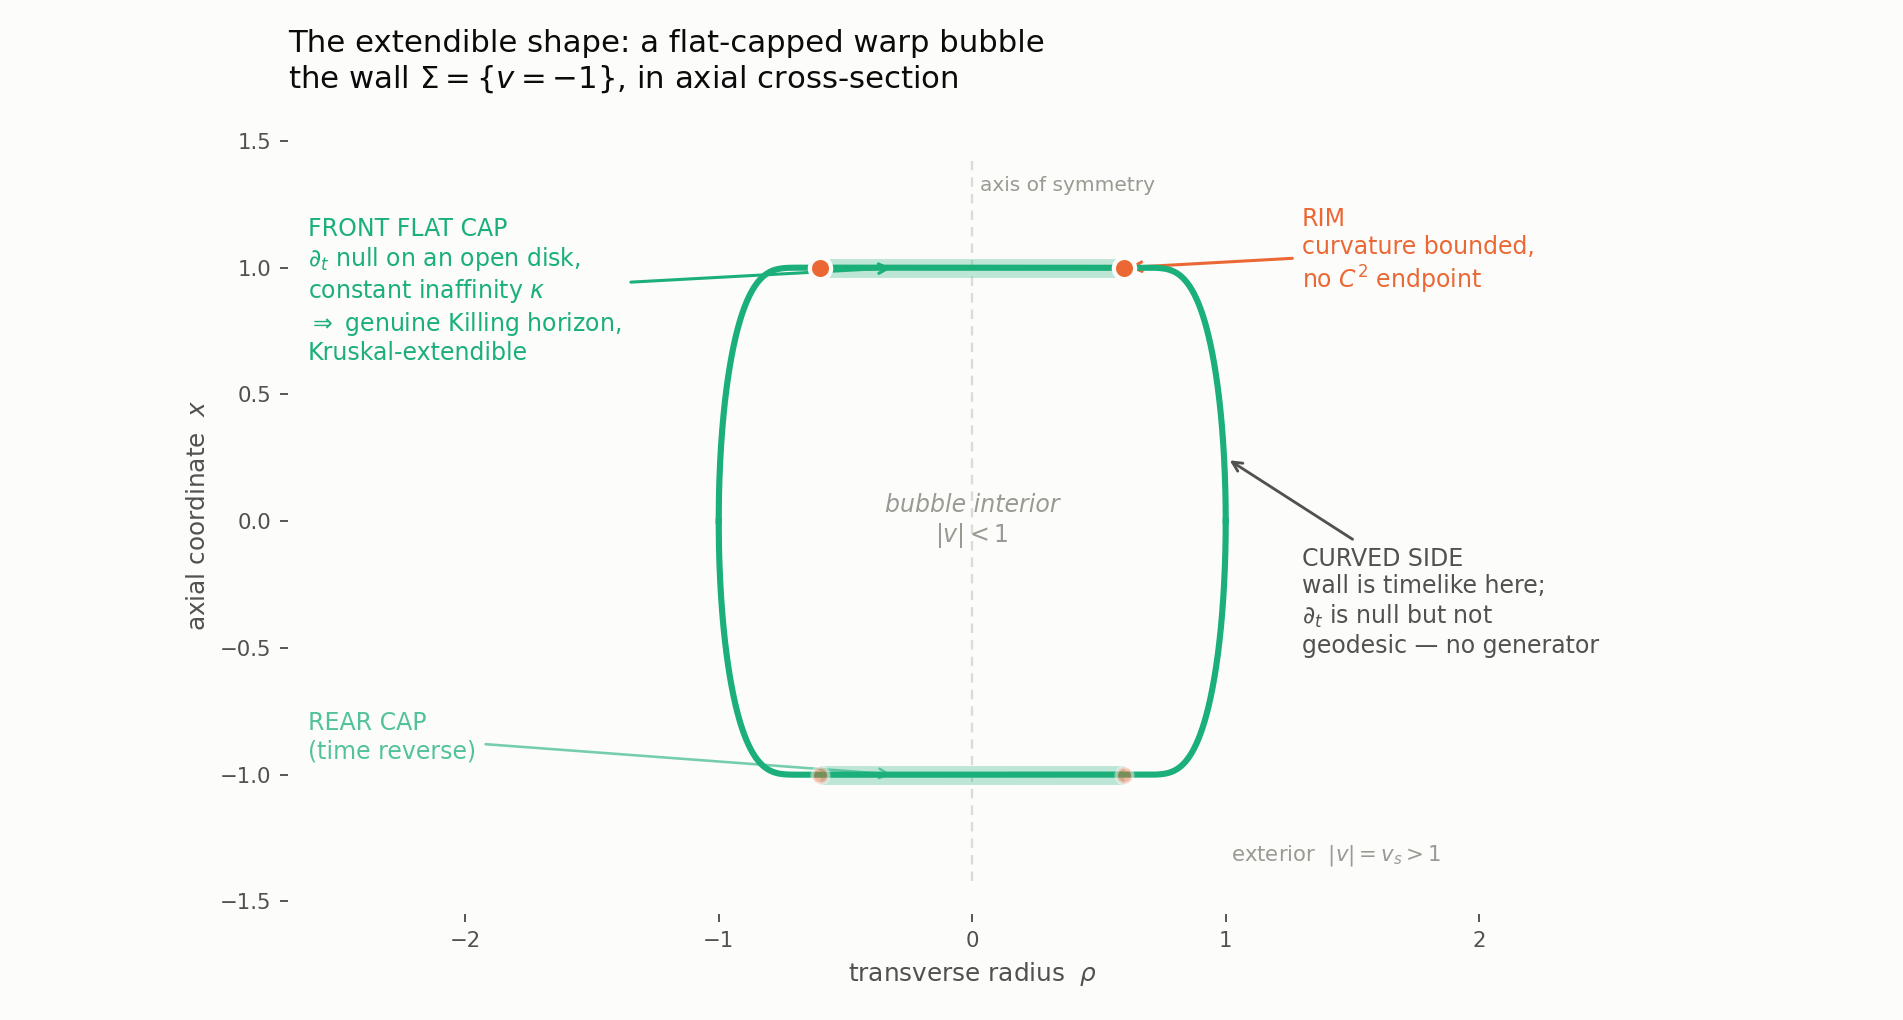 The extendible shape: a flat-capped warp bubble
the wall Σ = {v = −1}, in axial cross-section
1.5
1.0
0.5
0.0
−0.5
−1.0
−1.5
axial coordinate x
axis of symmetry
FRONT FLAT CAP
∂ₜ null on an open disk,
constant inaffinity κ
⇒ genuine Killing horizon,
Kruskal-extendible
RIM
curvature bounded,
no C² endpoint
bubble interior
|v| < 1
CURVED SIDE
wall is timelike here;
∂ₜ is null but not
geodesic — no generator
REAR CAP
(time reverse)
exterior |v| = vₛ > 1
−2
−1
0
1
2
transverse radius ρ